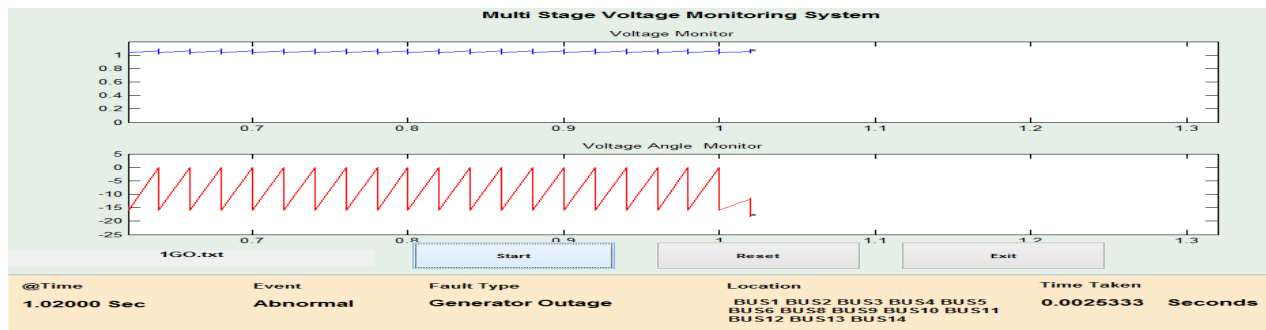 Multi Stage Voltage Monitoring System
Voltage Monitor
1
0.8
0.6
0.4
0.2
0
0.7 0.8 0.9 1 1.1 1.2 1.3
Voltage Angle Monitor
5
0
-5
-10
-15
-20
-25
0.7 0.8 0.9 1 1.1 1.2 1.3
1GO.txt Start Reset Exit
@Time Event Fault Type Location Time Taken
1.02000 Sec Abnormal Generator Outage BUS1 BUS2 BUS3 BUS4 BUS5 0.0025333 Seconds
BUS6 BUS8 BUS9 BUS10 BUS11
BUS12 BUS13 BUS14